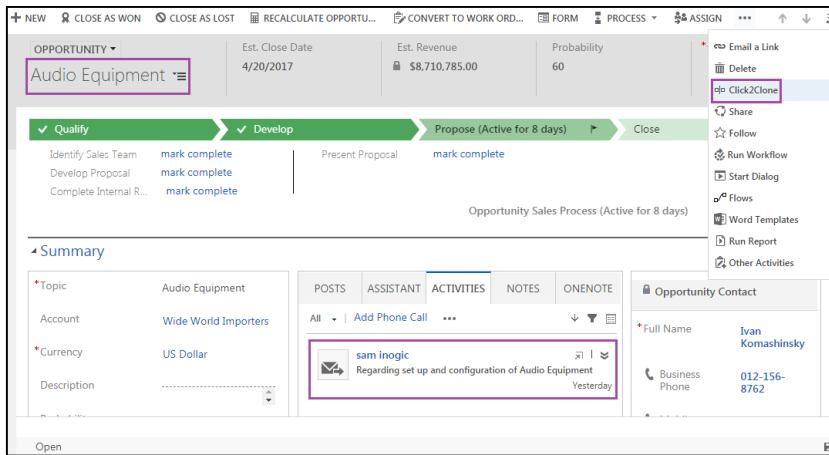 NEW CLOSE AS WON CLOSE AS LOST RECALCULATE OPPORTU... CONVERT TO WORK ORD... FORM PROCESS ASSIGN ...
OPPORTUNITY
Audio Equipment
Est. Close Date
4/20/2017
Est. Revenue
$8,710,785.00
Probability
60
*
Email a Link
Delete
Click2Clone
Share
Follow
Run Workflow
Start Dialog
Flows
Word Templates
Run Report
Other Activities
Qualify
Develop
Propose (Active for 8 days)
Close
Identify Sales Team mark complete
Develop Proposal mark complete
Complete Internal R... mark complete
Present Proposal mark complete
Opportunity Sales Process (Active for 8 days)
Summary
*Topic Audio Equipment
Account Wide World Importers
*Currency US Dollar
Description
POSTS ASSISTANT ACTIVITIES NOTES ONENOTE
All | Add Phone Call ...
sam inogic
Regarding set up and configuration of Audio Equipment
Yesterday
Opportunity Contact
*Full Name Ivan
Komashinsky
Business 012-156-
Phone 8762
Open